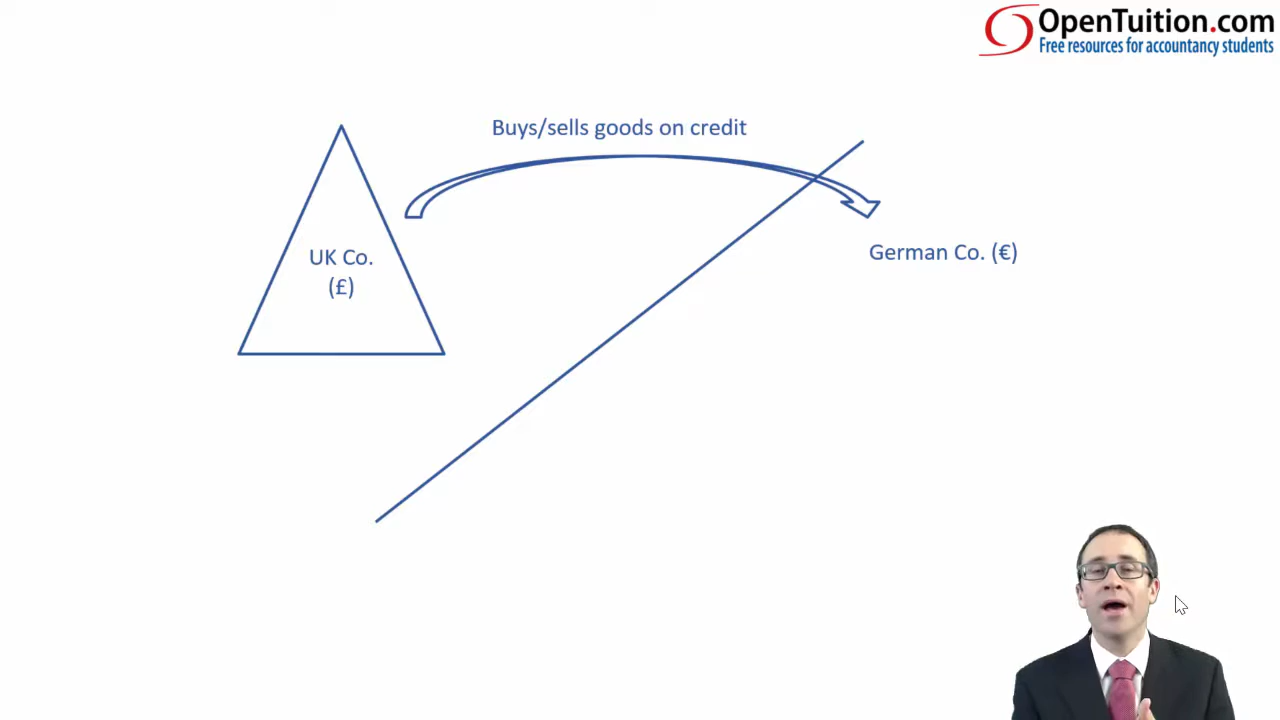 OpenTuition.com
Free resources for accountancy students
Buys/sells goods on credit
UK Co.
(£)
German Co. (€)